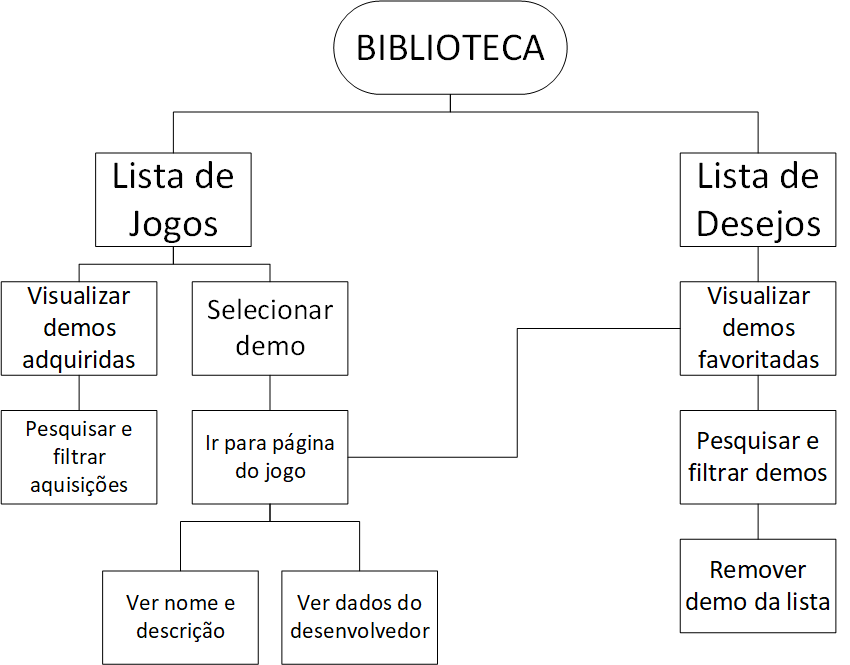 BIBLIOTECA
Lista de
Jogos
Lista de
Desejos
Visualizar
demos
adquiridas
Selecionar
demo
Visualizar
demos
favoritadas
Pesquisar e
filtrar
aquisições
Ir para página
do jogo
Pesquisar e
filtrar demos
Ver nome e
descrição
Ver dados do
desenvolvedor
Remover
demo da lista